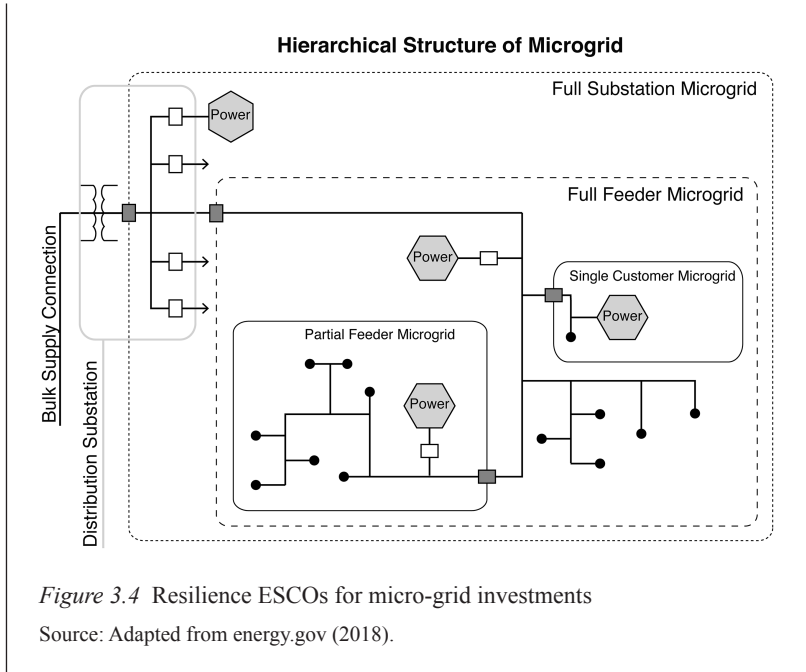 Hierarchical Structure of Microgrid
Full Substation Microgrid
Power
Full Feeder Microgrid
Power
Single Customer Microgrid
Power
Partial Feeder Microgrid
Power
Bulk Supply Connection
Distribution Substation
Figure 3.4 Resilience ESCOs for micro-grid investments
Source: Adapted from energy.gov (2018).